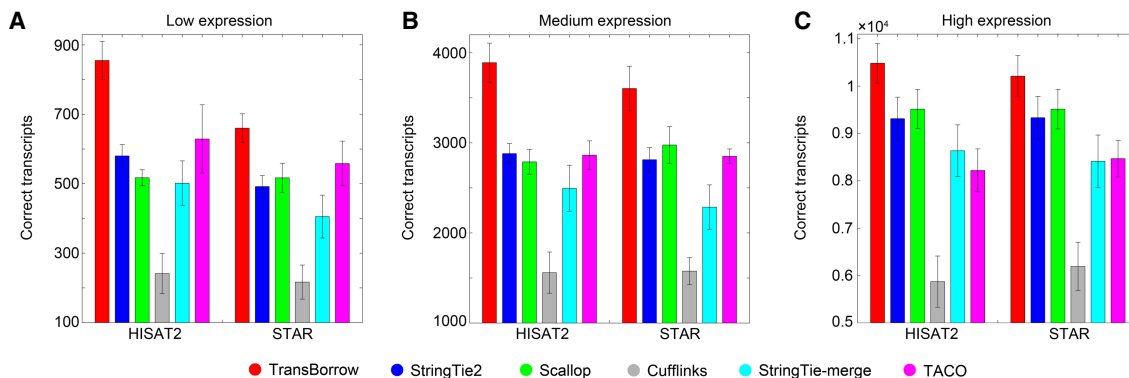 A
Low expression
Correct transcripts
900
700
500
300
100
HISAT2
STAR
B
Medium expression
Correct transcripts
4000
3000
2000
1000
HISAT2
STAR
C
High expression
×10⁴
Correct transcripts
1.1
1
0.9
0.8
0.7
0.6
0.5
HISAT2
STAR
TransBorrow
StringTie2
Scallop
Cufflinks
StringTie-merge
TACO